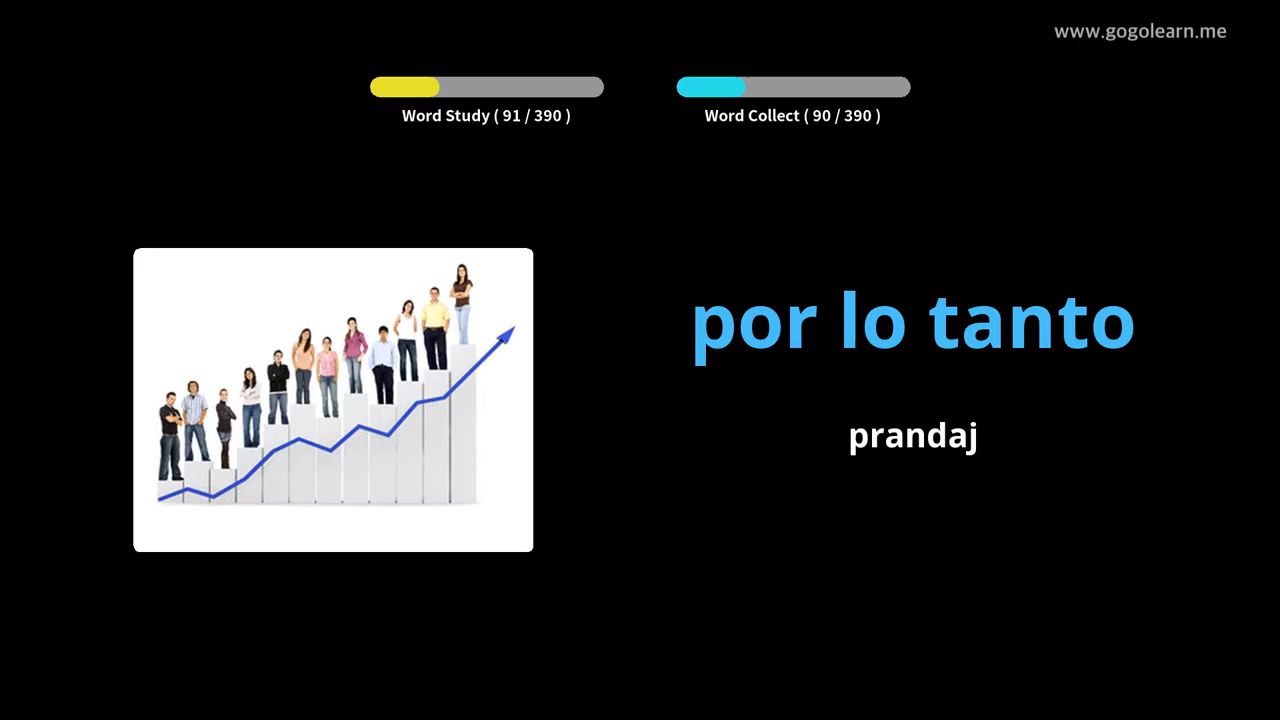 www.gogolearn.me
Word Study ( 91 / 390 )
Word Collect ( 90 / 390 )
por lo tanto
prandaj